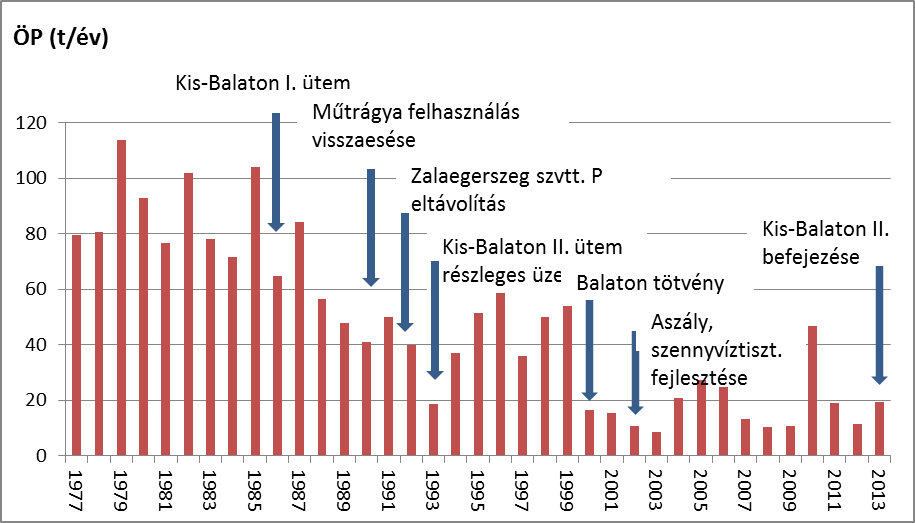 ÖP (t/év)
Kis-Balaton I. ütem
Műtrágya felhasználás
visszaesése
Zalaegerszeg szvtt. P
eltávolítás
Kis-Balaton II. ütem
részleges üze
Balaton tötvény
Aszály,
szennyvíztiszt.
fejlesztése
Kis-Balaton II.
befejezése
120
100
80
60
40
20
0
1977
1979
1981
1983
1985
1987
1989
1991
1993
1995
1997
1999
2001
2003
2005
2007
2009
2011
2013